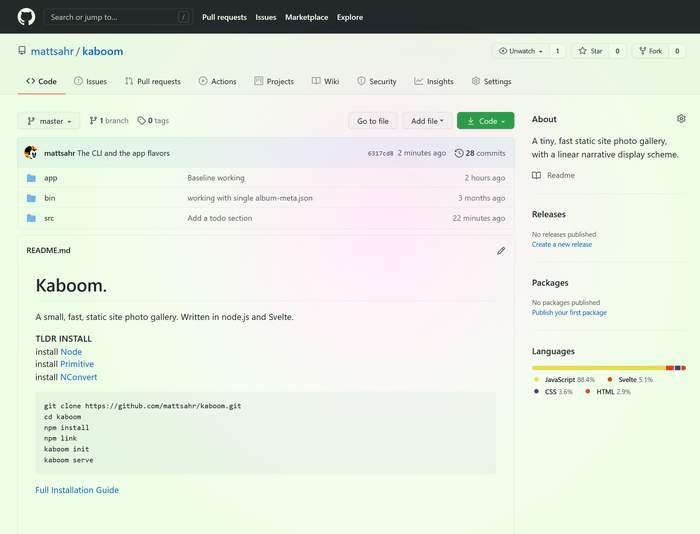 Search or jump to... /
Pull requests Issues Marketplace Explore
mattsahr / kaboom
Unwatch 1 Star 0 Fork 0
Code Issues Pull requests Actions Projects Wiki Security Insights Settings
master 1 branch 0 tags Go to file Add file Code
mattsahr The CLI and the app flavors 6317cd8 2 minutes ago 28 commits
app Baseline working 2 hours ago
bin working with single album-meta.json 3 months ago
src Add a todo section 22 minutes ago
README.md
Kaboom.
A small, fast, static site photo gallery. Written in node.js and Svelte.
TLDR INSTALL
install Node
install Primitive
install NConvert
git clone https://github.com/mattsahr/kaboom.git
cd kaboom
npm install
npm link
kaboom init
kaboom serve
Full Installation Guide
About
A tiny, fast static site photo gallery,
with a linear narrative display scheme.
Readme
Releases
No releases published
Create a new release
Packages
No packages published
Publish your first package
Languages
JavaScript 88.4% Svelte 5.1%
CSS 3.6% HTML 2.9%